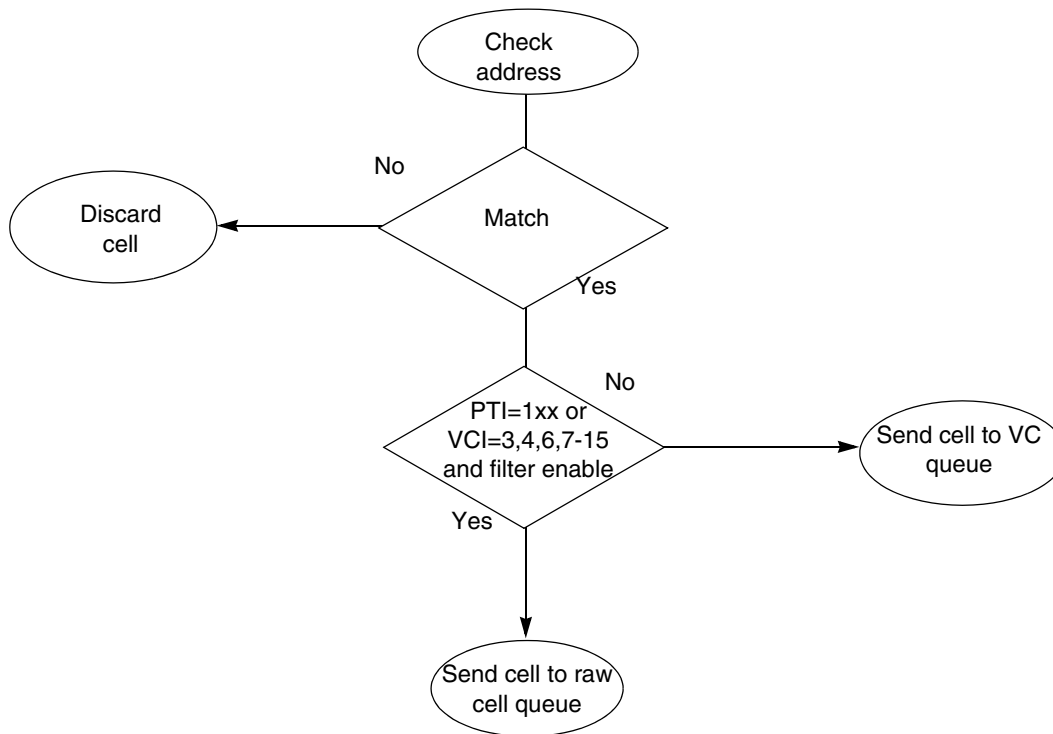 Check
address
No
Match
Discard
cell
Yes
No
PTI=1xx or
VCI=3,4,6,7-15
and filter enable
Send cell to VC
queue
Yes
Send cell to raw
cell queue